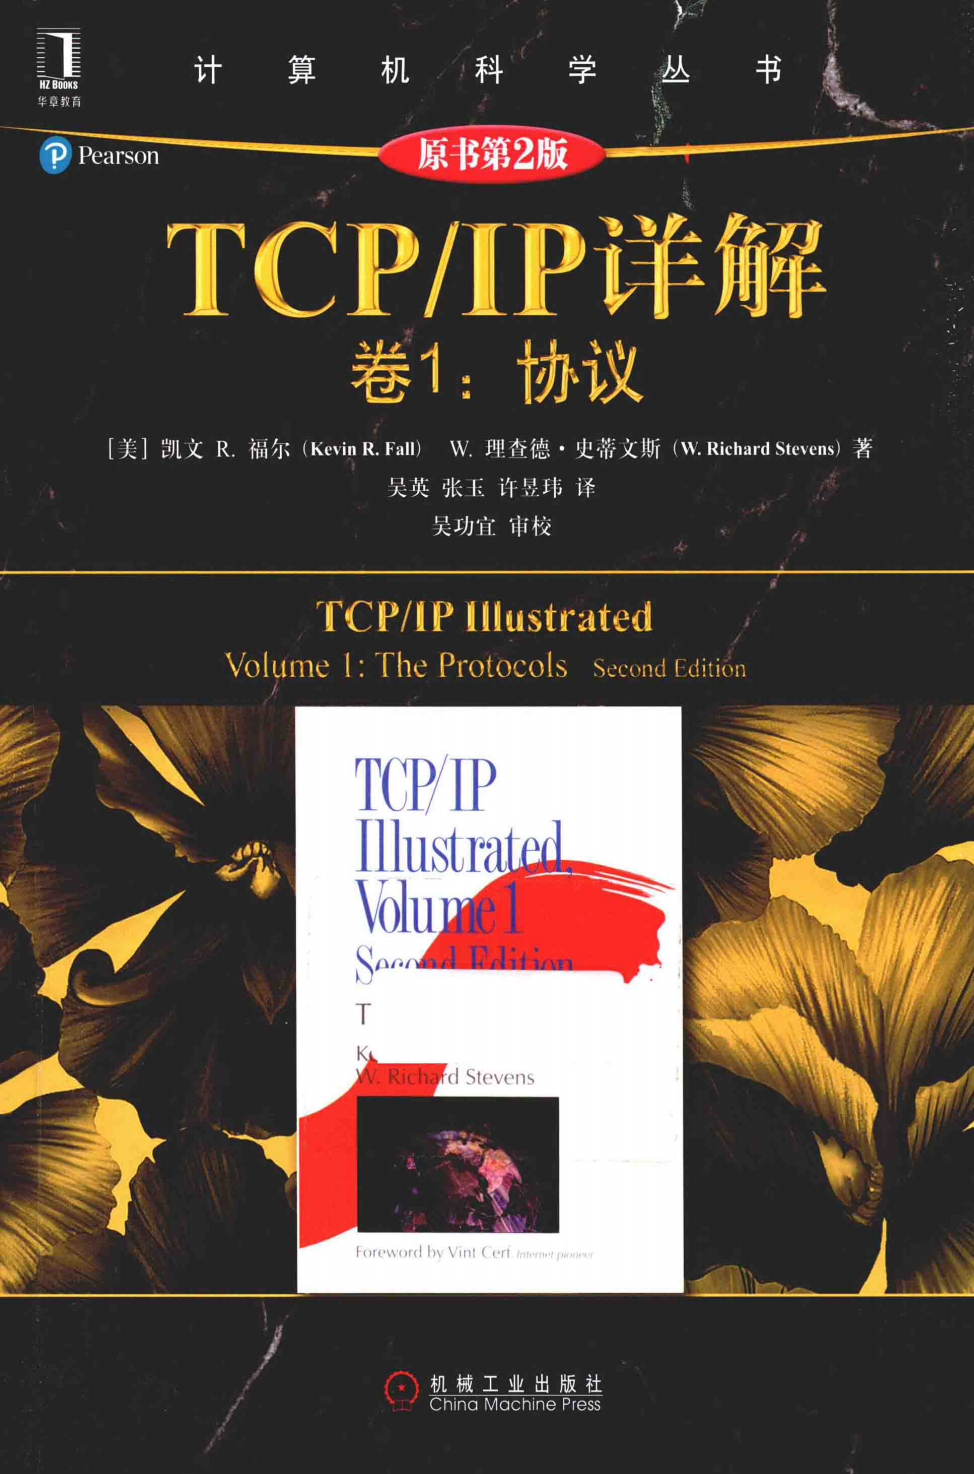 HZ BOOKS
华章教育
计算机科学丛书
Pearson
原书第2版
TCP/IP详解
卷1：协议
[美] 凯文 R. 福尔（Kevin R. Fall） W. 理查德·史蒂文斯（W. Richard Stevens）著
吴英 张玉 许昱玮 译
吴功宜 审校
TCP/IP Illustrated
Volume 1: The Protocols Second Edition
TCP/IP
Illustrated,
Volume 1
Second Edition
T
K
W. Richard Stevens
Foreword by Vint Cerf, Internet pioneer
机械工业出版社
China Machine Press